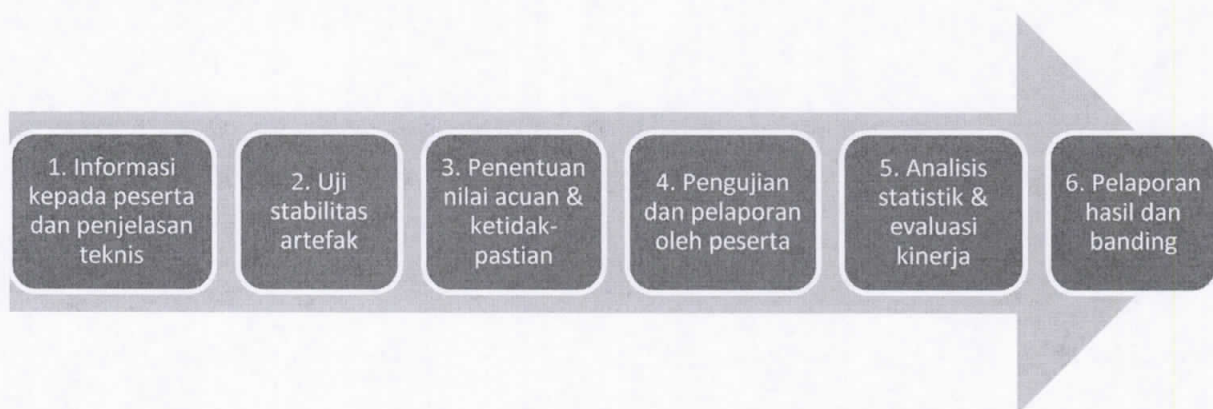 1. Informasi
kepada peserta
dan penjelasan
teknis
2. Uji
stabilitas
artefak
3. Penentuan
nilai acuan &
ketidak-
pastian
4. Pengujian
dan pelaporan
oleh peserta
5. Analisis
statistik &
evaluasi
kinerja
6. Pelaporan
hasil dan
banding